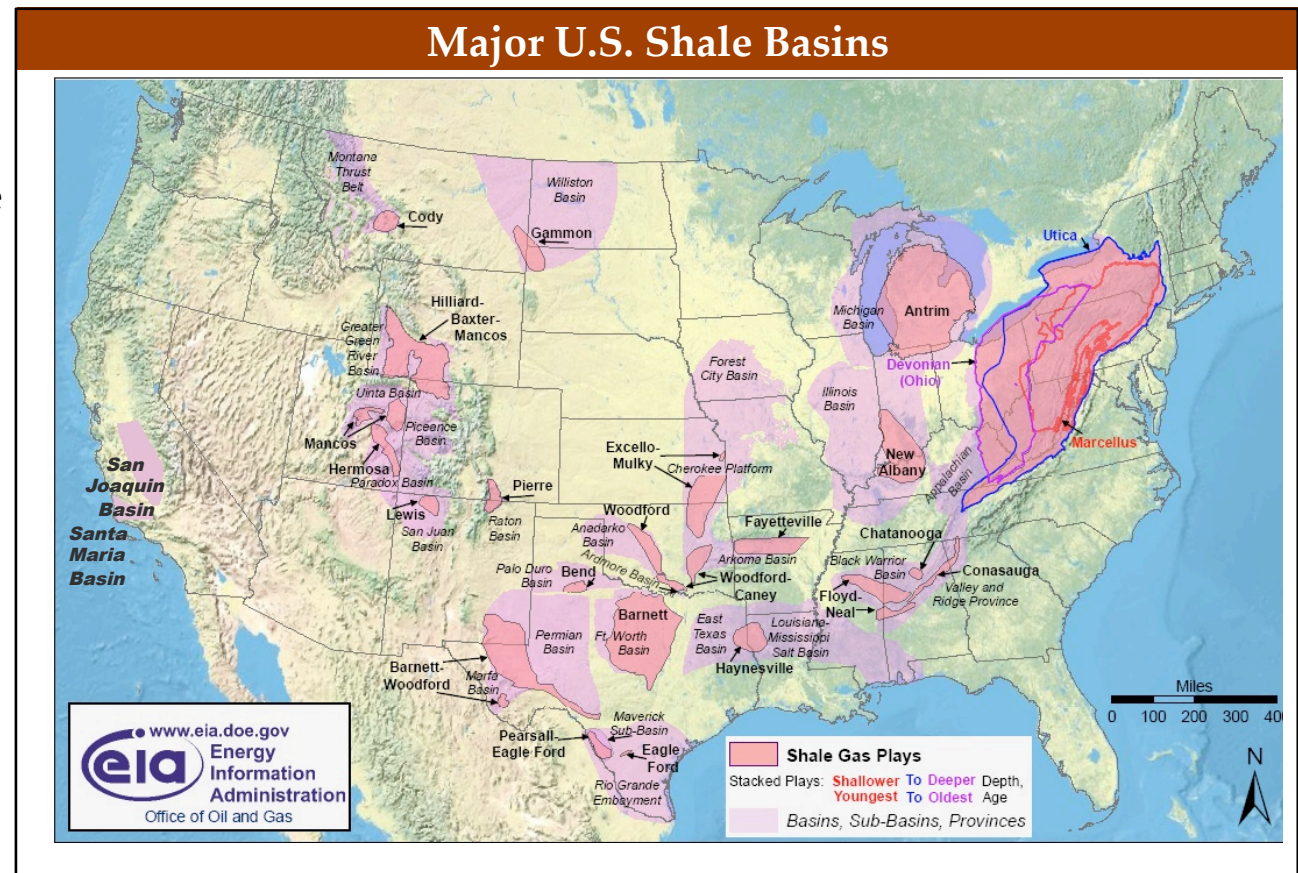 Major U.S. Shale Basins
e
Montana
Thrust
Belt
Cody
Williston
Basin
Gammon
Utica
Hilliard-
Baxter-
Mancos
Greater
Green
River
Basin
Michigan
Basin
Antrim
Devonian
(Ohio)
Forest
City Basin
Illinois
Basin
Uinta Basin
Mancos
Piceence
Basin
Hermosa
Paradox Basin
Marcellus
Excello-
Mulky
Cherokee Platform
New
Albany
Appalachian
Basin
San
Joaquin
Basin
Santa
Maria
Basin
Lewis
San Juan
Basin
Pierre
Raton
Basin
Woodford
Anadarko
Basin
Fayetteville
Chatanooga
Palo Duro
Basin
Bend
Ardmore Basin
Arkoma Basin
Woodford-
Caney
Black Warrior
Basin
Conasauga
Valley and
Ridge Province
Floyd-
Neal
Barnett
Permian
Basin
Ft. Worth
Basin
East
Texas
Basin
Louisiana-
Mississippi
Salt Basin
Haynesville
Barnett-
Woodford
Marfa
Basin
Pearsall-
Eagle Ford
Maverick
Sub-Basin
Eagle
Ford
Rio Grande
Embayment
Miles
0 100 200 300 40
N
www.eia.doe.gov
eia
Energy
Information
Administration
Office of Oil and Gas
Shale Gas Plays
Stacked Plays: Shallower To Deeper Depth,
Youngest To Oldest Age
Basins, Sub-Basins, Provinces